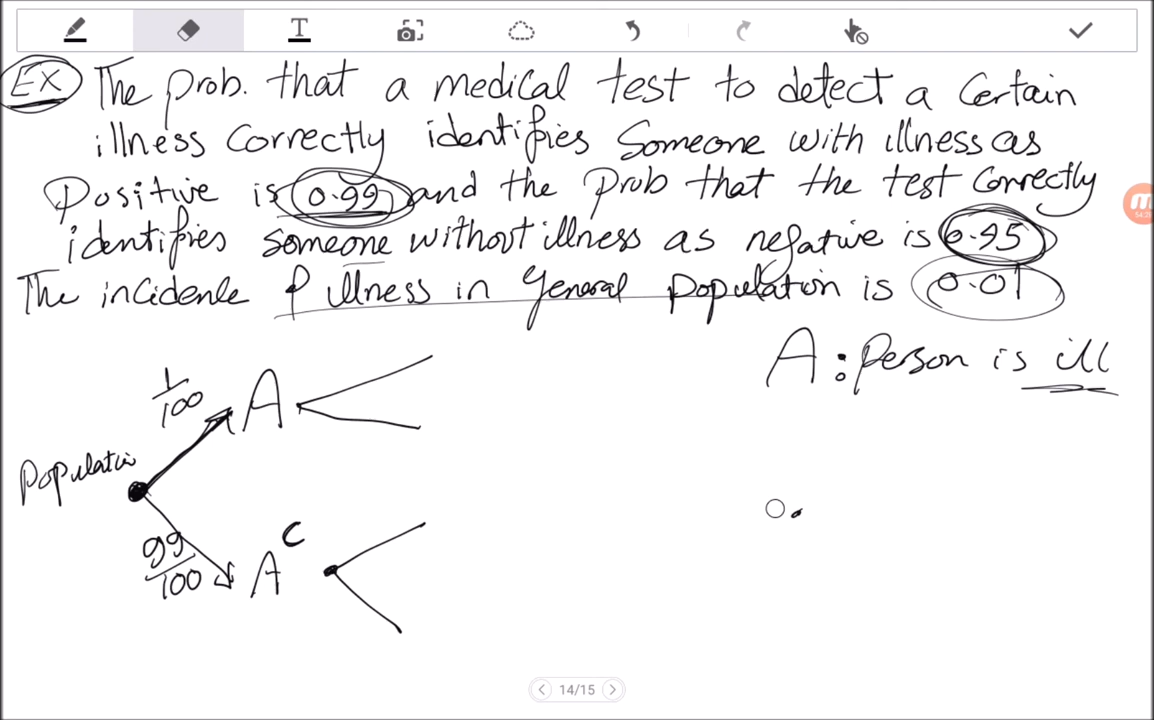 EX The prob. that a medical test to detect a Certain
illness Correctly identifies Someone with illness as
Positive is 0.99 and the Prob that the test Correctly
identifies someone without illness as negative is 0.95
The incidence of illness in general population is 0.01
A: Person is ill
1/100 A
Populatio
99/100 A^C
14/15